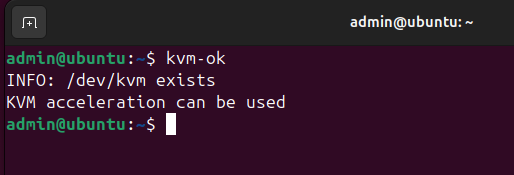 admin@ubuntu: ~
admin@ubuntu:~$ kvm-ok
INFO: /dev/kvm exists
KVM acceleration can be used
admin@ubuntu:~$